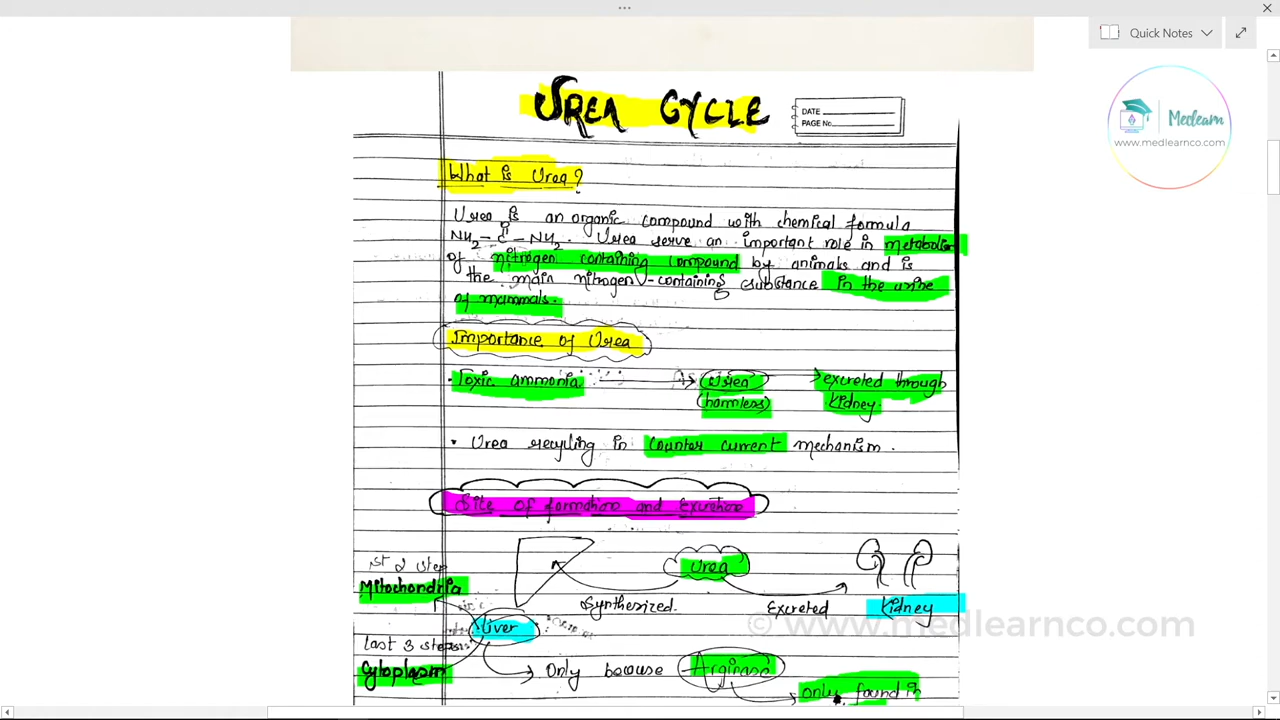 Quick Notes
UREA CYCLE
DATE
PAGE No.
Medlearn
www.medlearnco.com
What is Urea?
Urea is an organic compound with chemical formula
O
NH2-C-NH2. Urea serve an important role in metabolism
of nitrogen containing compound by animals and is
the main nitrogen-containing substance in the urine
of mammals.
Importance of Urea
• Toxic ammonia → Urea → excreted through
(harmless) kidney.
• Urea recycling in counter current mechanism.
Site of formation and excretion
1st 2 step
Urea
Mitochondria
Synthesized. Excreted Kidney
© www.medlearnco.com
liver
last 3 steps
Cytoplasm → Only because Arginase
→ only found in